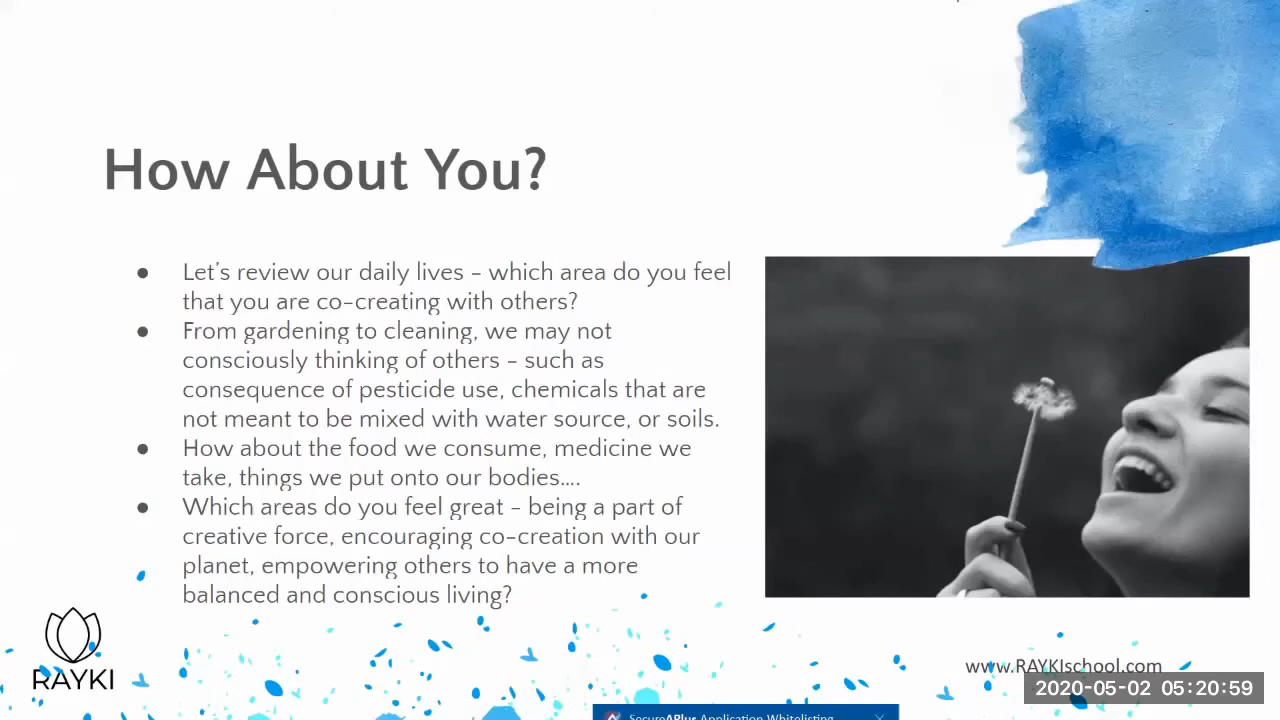 How About You?
● Let's review our daily lives – which area do you feel
that you are co-creating with others?
● From gardening to cleaning, we may not
consciously thinking of others – such as
consequence of pesticide use, chemicals that are
not meant to be mixed with water source, or soils.
● How about the food we consume, medicine we
take, things we put onto our bodies....
● Which areas do you feel great – being a part of
creative force, encouraging co-creation with our
planet, empowering others to have a more
balanced and conscious living?
RAYKI
www.RAYKIschool.com
2020-05-02 05:20:59
SecureAPlus Application Whitelisting